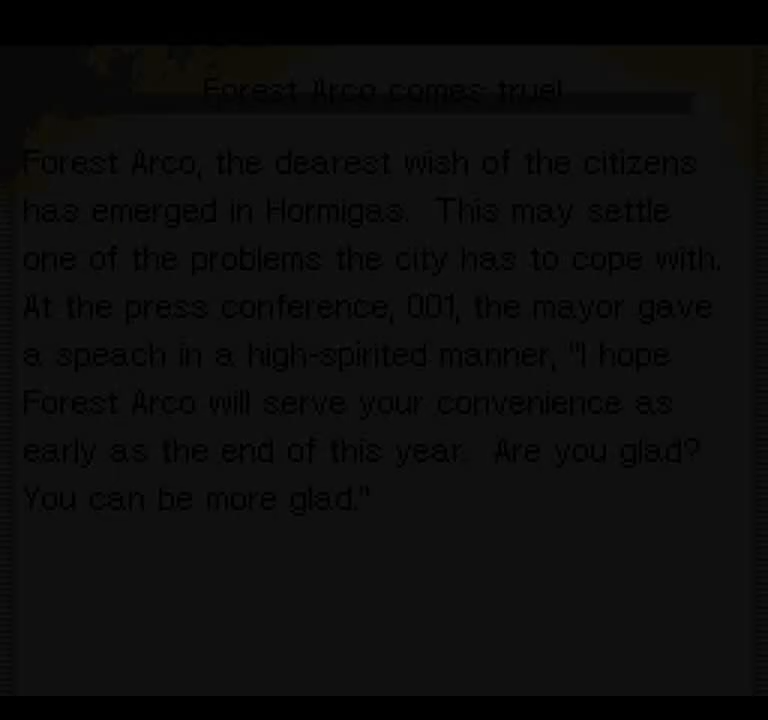 Forest Arco comes true!
Forest Arco, the dearest wish of the citizens
has emerged in Hormigas.  This may settle
one of the problems the city has to cope with.
At the press conference, 001, the mayor gave
a speach in a high-spirited manner, "I hope
Forest Arco will serve your convenience as
early as the end of this year.  Are you glad?
You can be more glad."